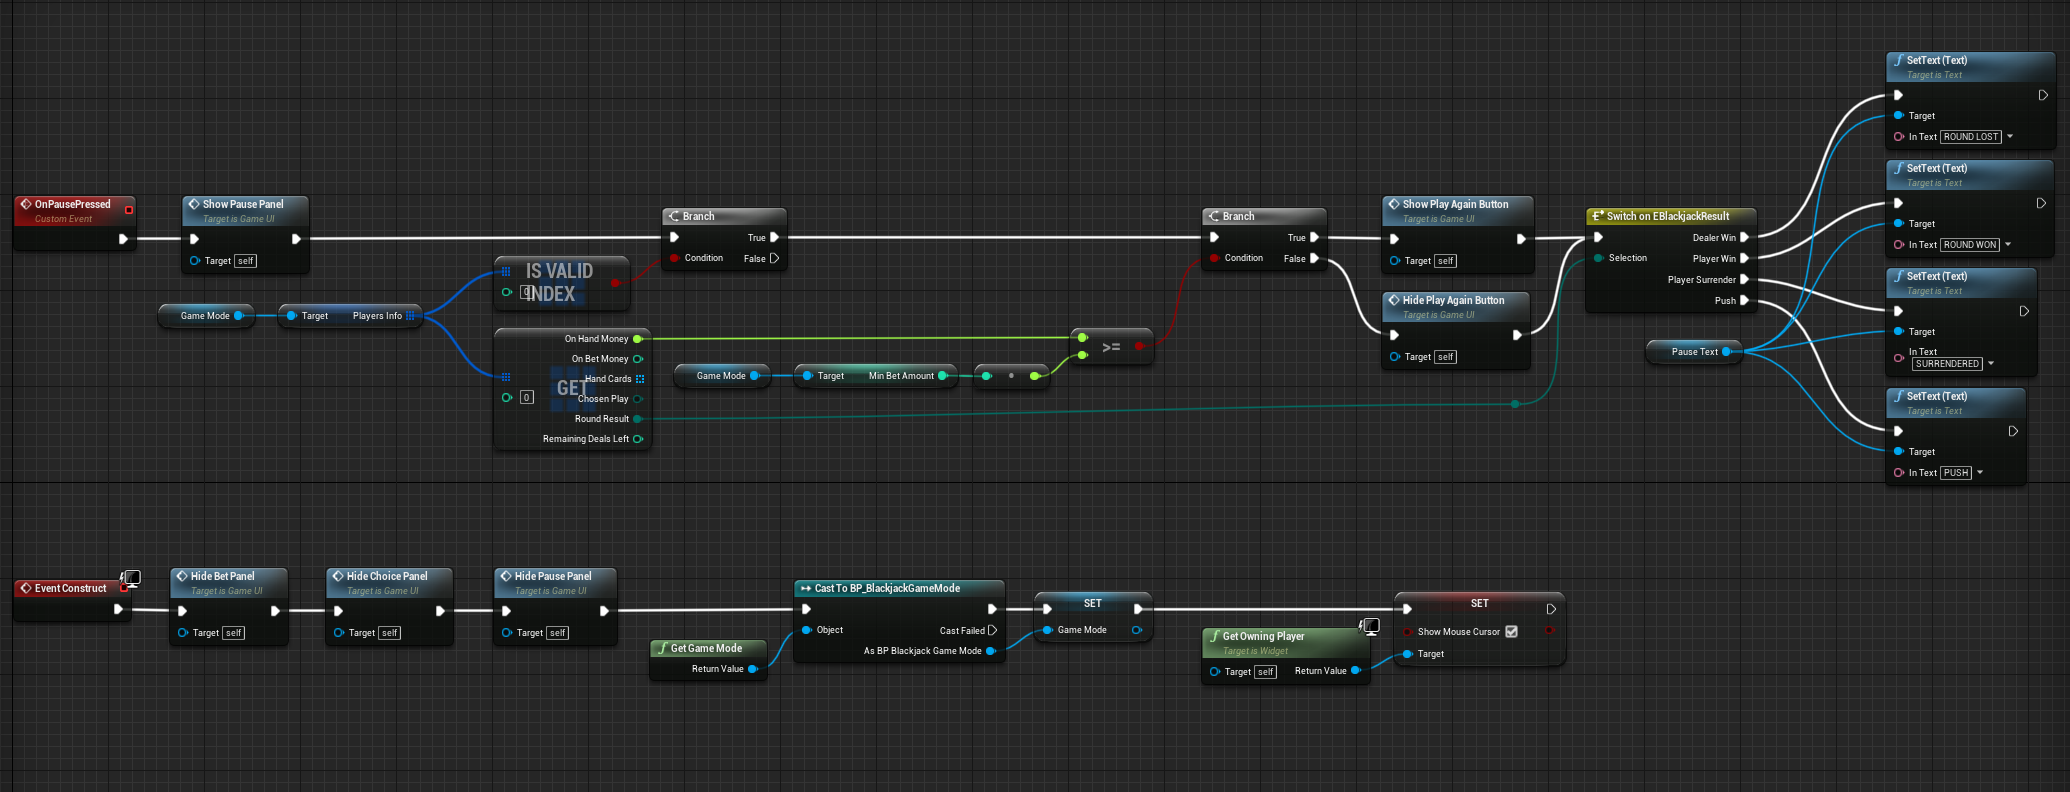 OnPausePressed
Custom Event
Show Pause Panel
Target is Game UI
Target self
Game Mode
Target Players Info
IS VALID
INDEX
0
Branch
True
Condition False
On Hand Money
On Bet Money
Hand Cards
GET
Chosen Play
0
Round Result
Remaining Deals Left
Game Mode
Target Min Bet Amount
>=
Branch
True
Condition False
Show Play Again Button
Target is Game UI
Target self
Hide Play Again Button
Target is Game UI
Target self
Switch on EBlackjackResult
Dealer Win
Selection Player Win
Player Surrender
Push
Pause Text
SetText (Text)
Target is Text
Target
In Text ROUND LOST
SetText (Text)
Target is Text
Target
In Text ROUND WON
SetText (Text)
Target is Text
Target
In Text
SURRENDERED
SetText (Text)
Target is Text
Target
In Text PUSH
Event Construct
Hide Bet Panel
Target is Game UI
Target self
Hide Choice Panel
Target is Game UI
Target self
Hide Pause Panel
Target is Game UI
Target self
Get Game Mode
Return Value
Cast To BP_BlackjackGameMode
Object Cast Failed
As BP Blackjack Game Mode
SET
Game Mode
Get Owning Player
Target is Widget
Target self Return Value
SET
Show Mouse Cursor
Target